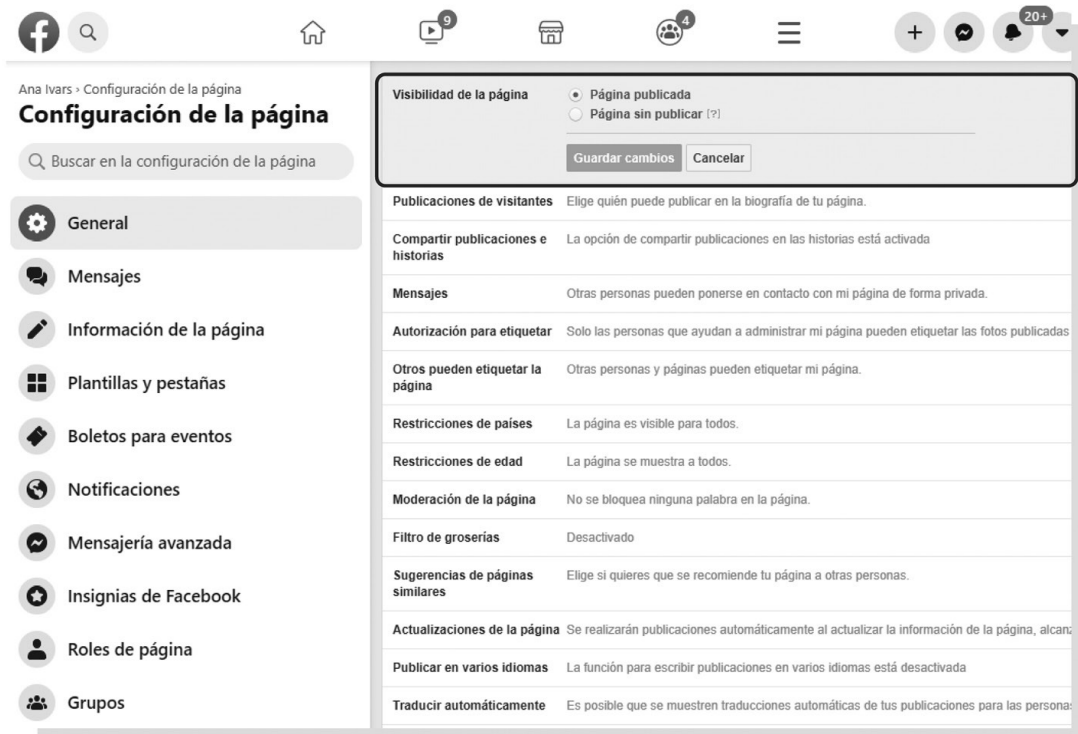 9
4
20+
Ana Ivars › Configuración de la página
Configuración de la página
Buscar en la configuración de la página
General
Mensajes
Información de la página
Plantillas y pestañas
Boletos para eventos
Notificaciones
Mensajería avanzada
Insignias de Facebook
Roles de página
Grupos
Visibilidad de la página
Página publicada
Página sin publicar [?]
Guardar cambios Cancelar
Publicaciones de visitantes Elige quién puede publicar en la biografía de tu página.
Compartir publicaciones e La opción de compartir publicaciones en las historias está activada
historias
Mensajes Otras personas pueden ponerse en contacto con mi página de forma privada.
Autorización para etiquetar Solo las personas que ayudan a administrar mi página pueden etiquetar las fotos publicadas
Otros pueden etiquetar la Otras personas y páginas pueden etiquetar mi página.
página
Restricciones de países La página es visible para todos.
Restricciones de edad La página se muestra a todos.
Moderación de la página No se bloquea ninguna palabra en la página.
Filtro de groserías Desactivado
Sugerencias de páginas Elige si quieres que se recomiende tu página a otras personas.
similares
Actualizaciones de la página Se realizarán publicaciones automáticamente al actualizar la información de la página,
Publicar en varios idiomas La función para escribir publicaciones en varios idiomas está desactivada
Traducir automáticamente Es posible que se muestren traducciones automáticas de tus publicaciones para las